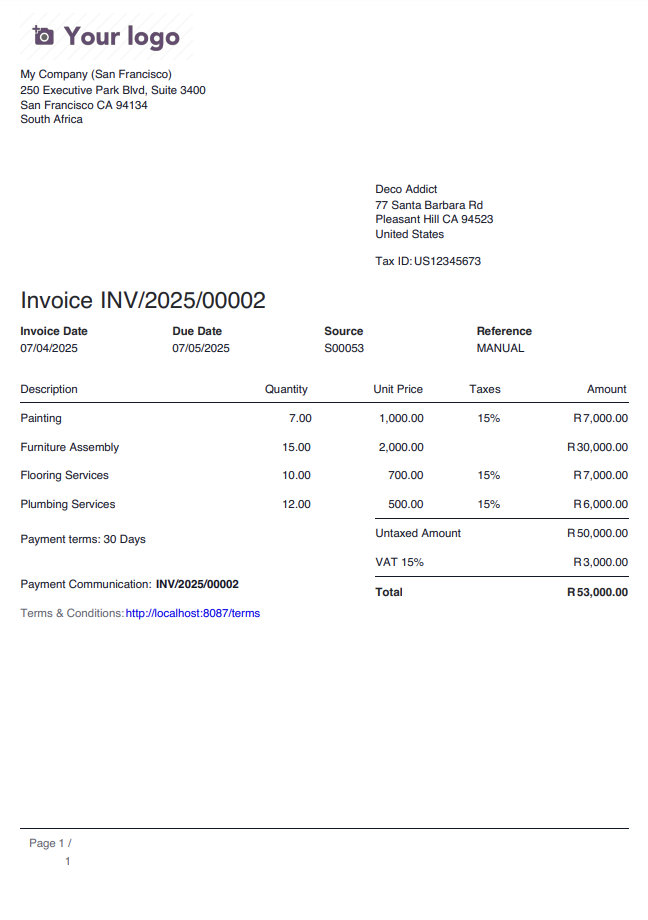 Your logo
My Company (San Francisco)
250 Executive Park Blvd, Suite 3400
San Francisco CA 94134
South Africa
Deco Addict
77 Santa Barbara Rd
Pleasant Hill CA 94523
United States
Tax ID: US12345673
Invoice INV/2025/00002
Invoice Date Due Date Source Reference
07/04/2025 07/05/2025 S00053 MANUAL
Description Quantity Unit Price Taxes Amount
Painting 7.00 1,000.00 15% R 7,000.00
Furniture Assembly 15.00 2,000.00 R 30,000.00
Flooring Services 10.00 700.00 15% R 7,000.00
Plumbing Services 12.00 500.00 15% R 6,000.00
Untaxed Amount R 50,000.00
Payment terms: 30 Days
VAT 15% R 3,000.00
Payment Communication: INV/2025/00002
Total R 53,000.00
Terms & Conditions: http://localhost:8087/terms
Page 1 /
1